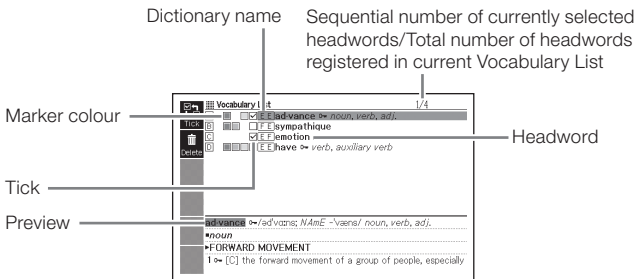 Dictionary name
Sequential number of currently selected
headwords/Total number of headwords
registered in current Vocabulary List
Marker colour
Tick
Preview
Headword
Tick
Delete
Vocabulary List 1/4
A E E ad·vance noun, verb, adj.
B F E sympathique
C E F emotion
D E E have verb, auxiliary verb
ad·vance /ədˈvɑːns; NAmE -ˈvæns/ noun, verb, adj.
■noun
▸FORWARD MOVEMENT
1 [C] the forward movement of a group of people, especially